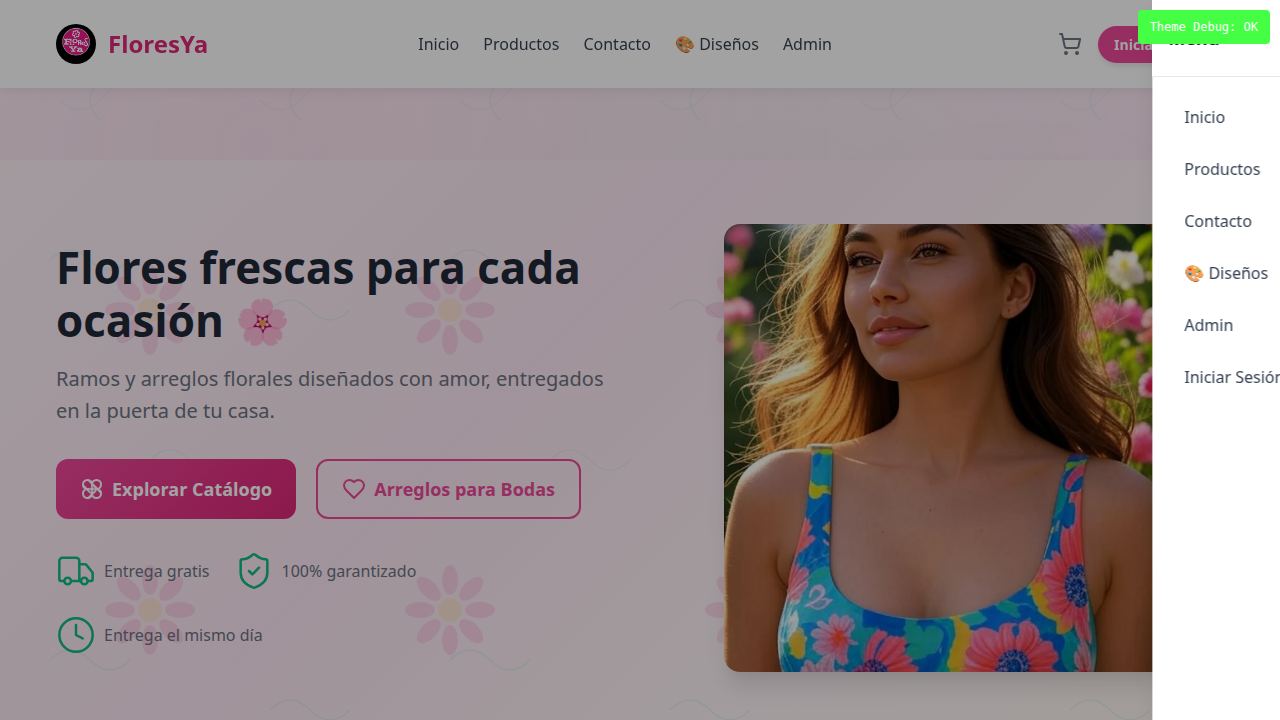 FloresYa
Inicio
Productos
Contacto
🎨 Diseños
Admin
Theme Debug: OK
Flores frescas para cada
ocasión 🌸
Ramos y arreglos florales diseñados con amor, entregados
en la puerta de tu casa.
Explorar Catálogo
Arreglos para Bodas
Entrega gratis
100% garantizado
Entrega el mismo día
Inicio
Productos
Contacto
🎨 Diseños
Admin
Iniciar Sesión